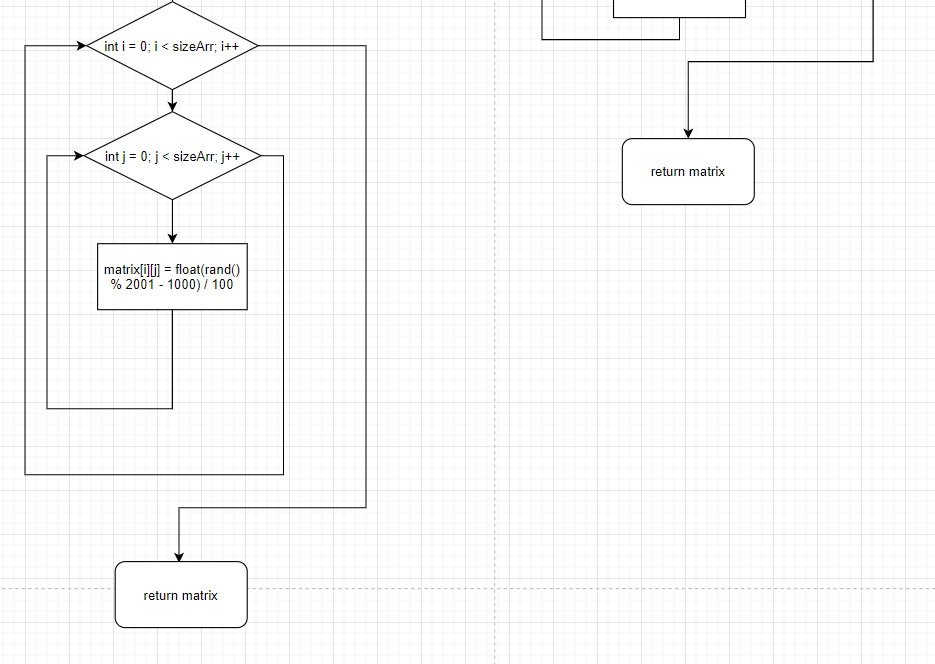 int i = 0; i < sizeArr; i++
int j = 0; j < sizeArr; j++
matrix[i][j] = float(rand()
% 2001 - 1000) / 100
return matrix
return matrix